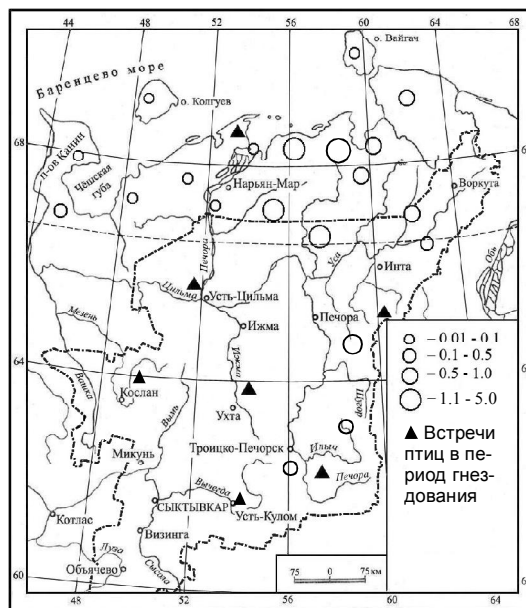 44 48 52 56 60 64 68
о. Вайгач
Баренцево море
о. Колгуев
68
п-ов Канин
Чёшская
губа
Нарьян-Мар
Воркута
Печора
Уса
Обь
Инта
Цильма
Усть-Цильма
Мезень
Ижма
Печора
64
Ижма
Щугор
Вашка
Кослан
Вымь
Ухта
Микунь
Троицко-Печорск
Илыч
Печора
Вычегда
СЫКТЫВКАР
Усть-Кулом
Котлас
Визинга
Луза
Объячево
Сысола
60
75 0 75 км
48 52 56 60
– 0.01 - 0.1
– 0.1 - 0.5
– 0.5 - 1.0
– 1.1 - 5.0
Встречи
птиц в пе-
риод гнез-
дования